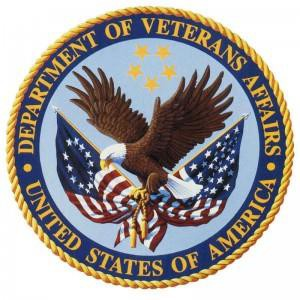 DEPARTMENT OF VETERANS AFFAIRS
UNITED STATES OF AMERICA